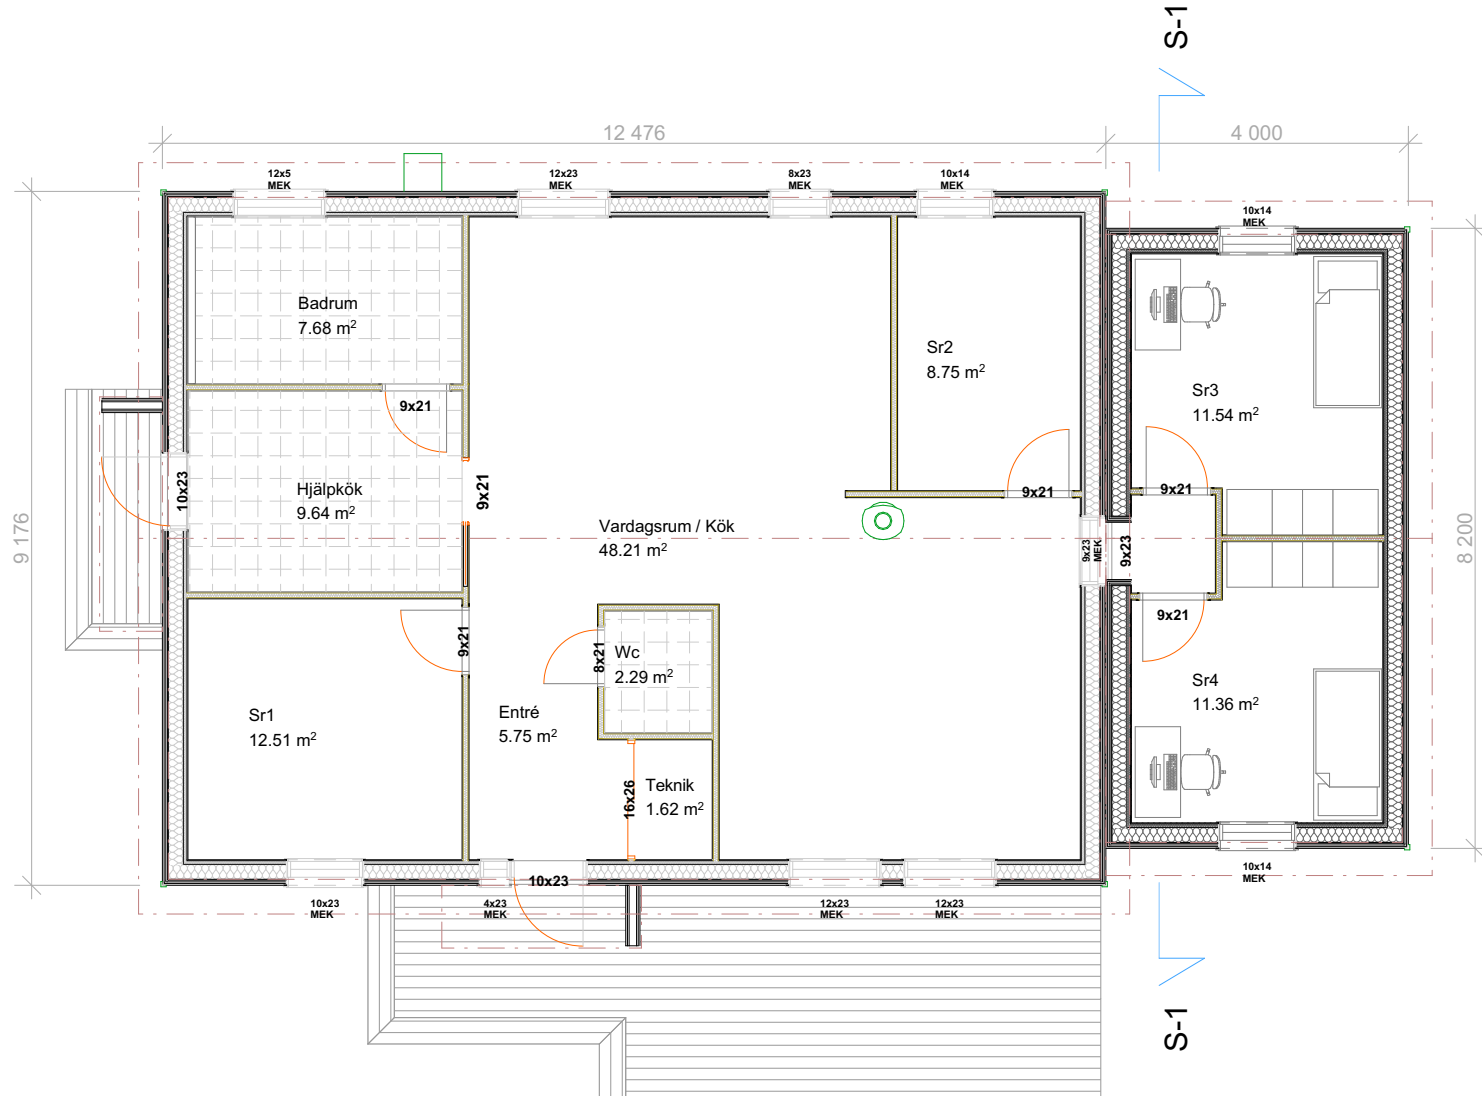 S-1
12 476
4 000
12x5
MEK
12x23
MEK
8x23
MEK
10x14
MEK
10x14
MEK
Badrum
7.68 m²
Sr2
8.75 m²
Sr3
11.54 m²
9x21
10x23
Hjälpkök
9.64 m²
9x21
9x21
9x21
Vardagsrum / Kök
48.21 m²
9 176
8 200
9x23
MEK
9x23
9x21
9x21
8x21
Wc
2.29 m²
Sr4
11.36 m²
Sr1
12.51 m²
Entré
5.75 m²
Teknik
1.62 m²
16x26
10x23
10x23
MEK
4x23
MEK
12x23
MEK
12x23
MEK
10x14
MEK
S-1